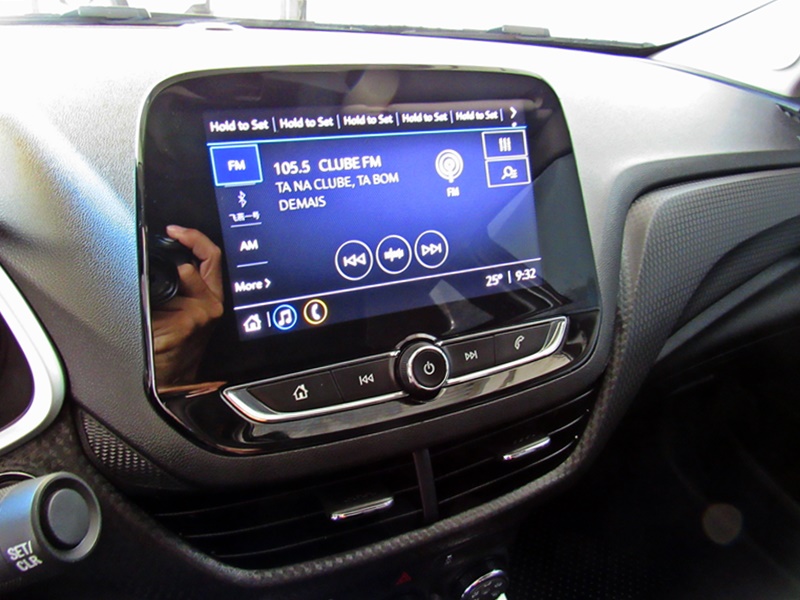 Hold to Set | Hold to Set | Hold to Set | Hold to Set | Hold to Set |
FM
105.5 CLUBE FM
TA NA CLUBE, TA BOM
DEMAIS
FM
AM
More
25° | 9:32
SET/
CLR